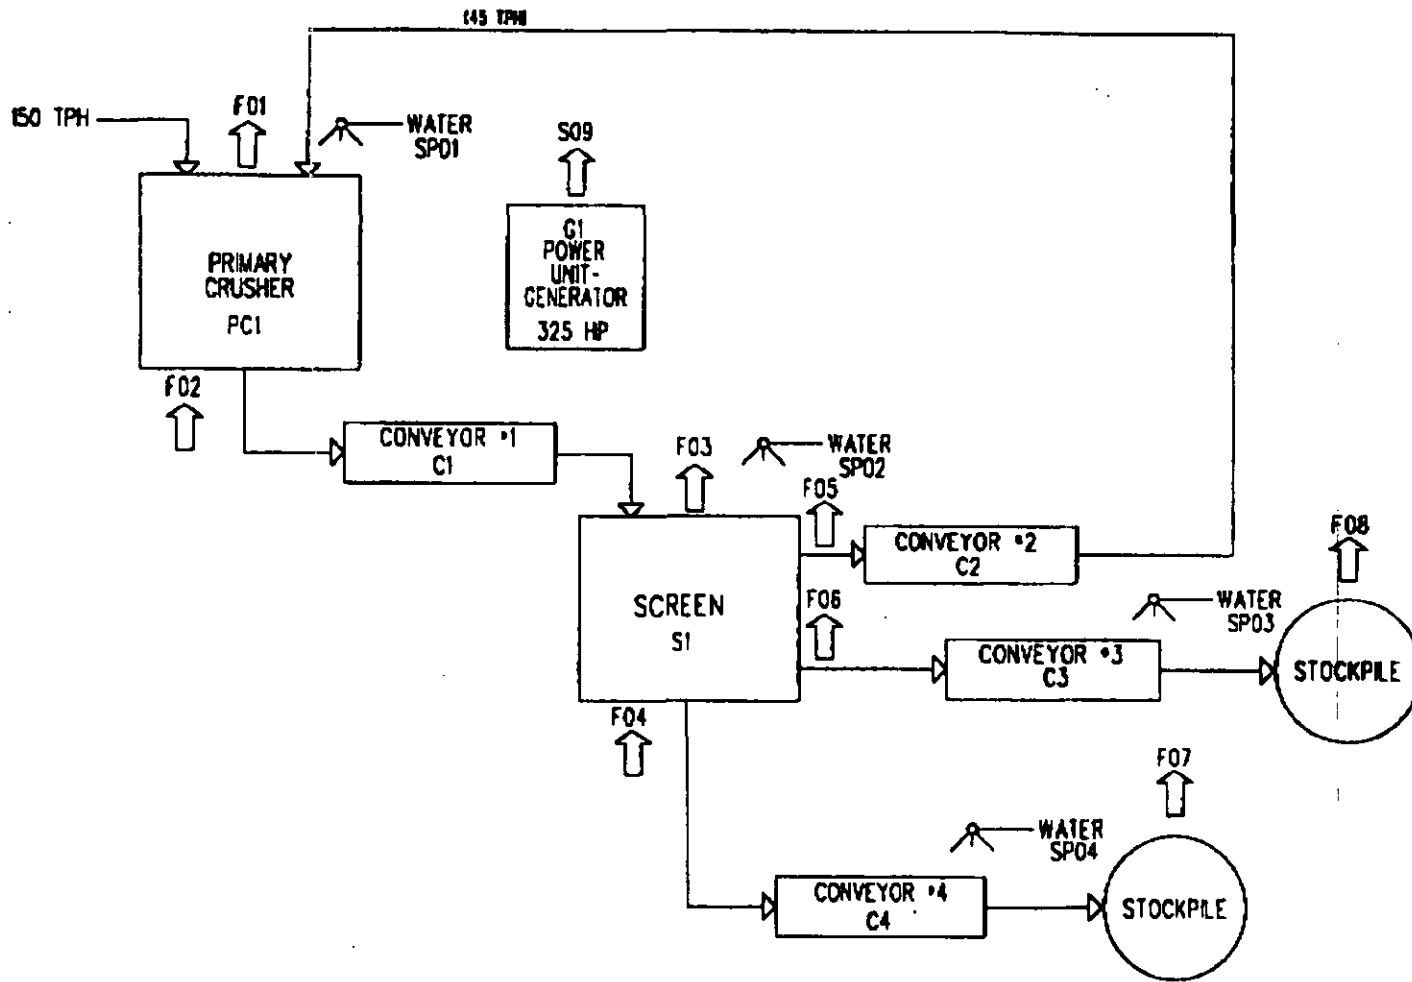 (45 TPH)
150 TPH
F01
WATER
SP01
S09
G1
POWER
UNIT-
GENERATOR
325 HP
PRIMARY
CRUSHER
PC1
F02
CONVEYOR #1
C1
F03
WATER
SP02
F05
CONVEYOR #2
C2
F08
SCREEN
S1
F06
WATER
SP03
CONVEYOR #3
C3
STOCKPILE
F04
F07
WATER
SP04
CONVEYOR #4
C4
STOCKPILE